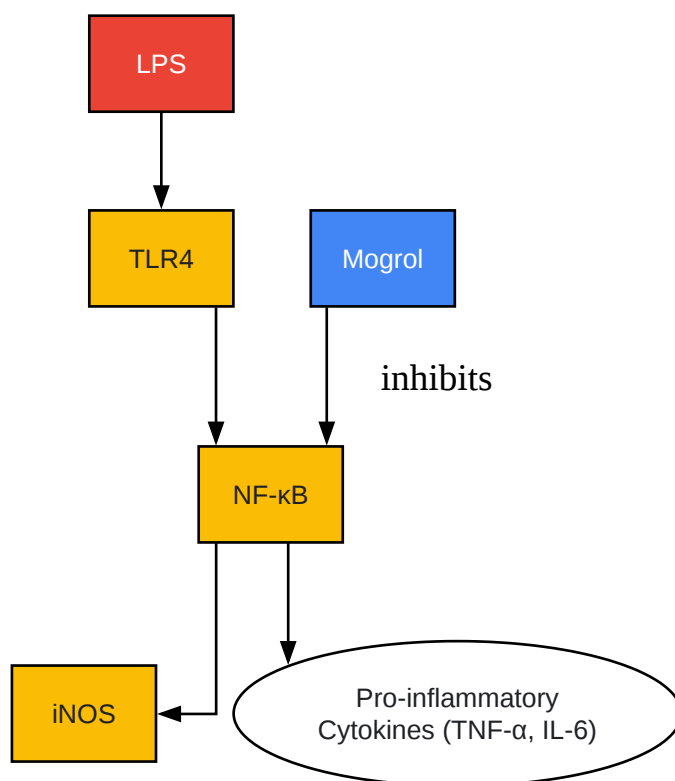 LPS
TLR4
Mogrol
inhibits
NF-κB
iNOS
Pro-inflammatory
Cytokines (TNF-α, IL-6)